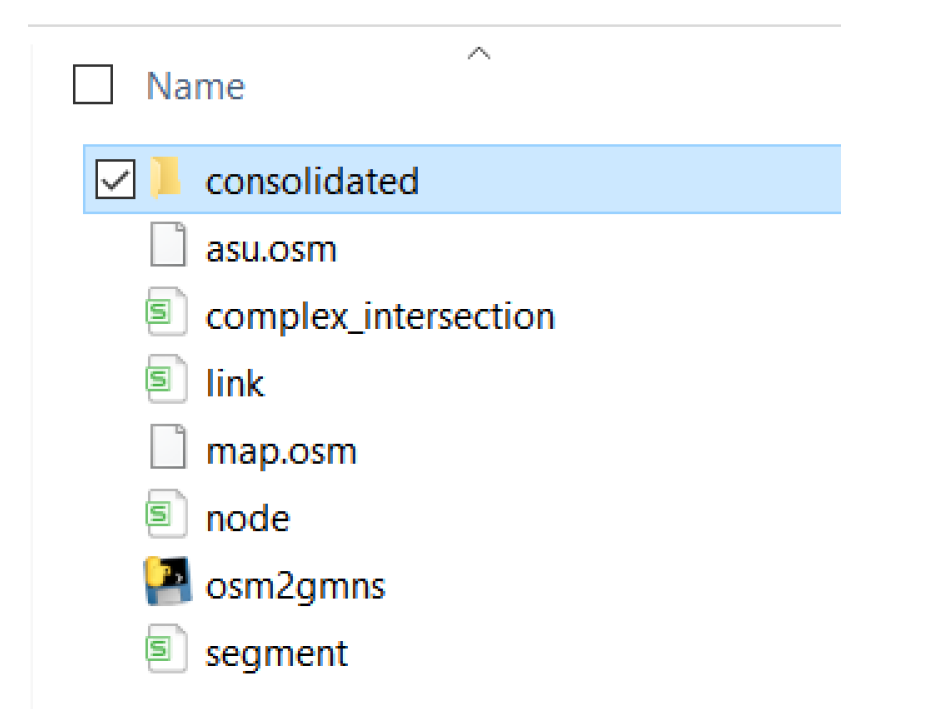 Name
consolidated
asu.osm
complex_intersection
link
map.osm
node
osm2gmns
segment